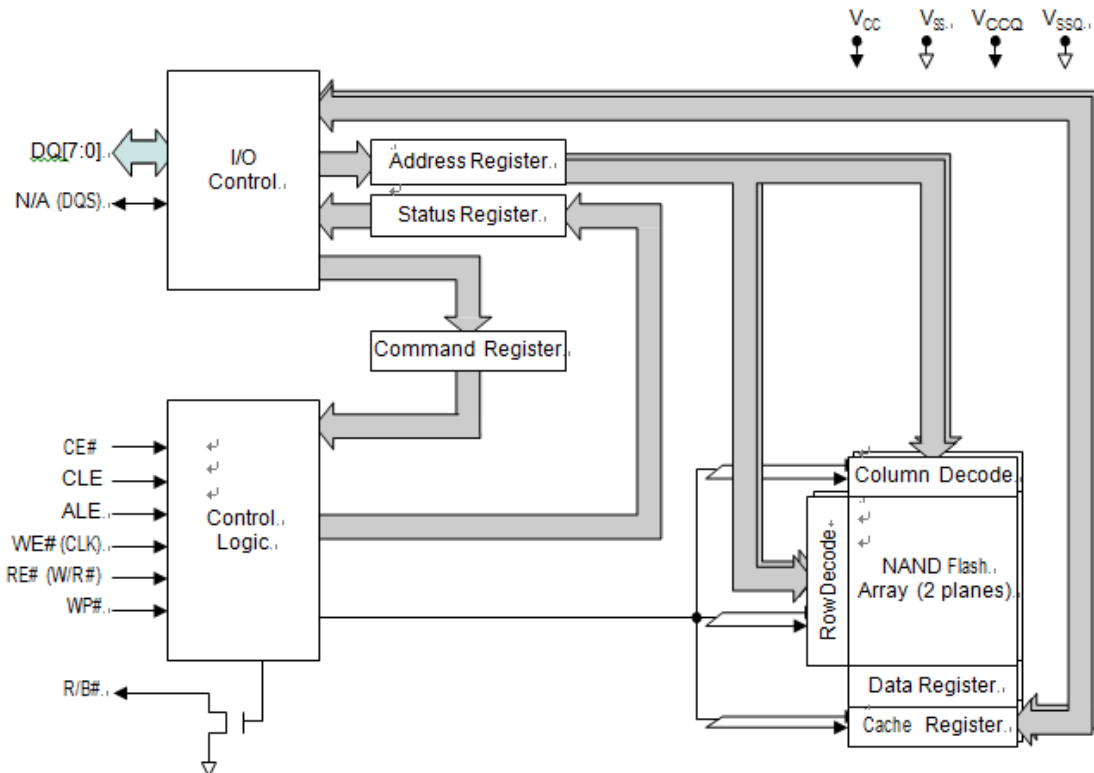 VCC VSS VCCQ VSSQ
DQ[7:0]
N/A (DQS)
I/O
Control
Address Register
Status Register
Command Register
CE#
CLE
ALE
WE# (CLK)
RE# (W/R#)
WP#
R/B#
Control
Logic
Column Decode
Row Decode
NAND Flash
Array (2 planes)
Data Register
Cache Register